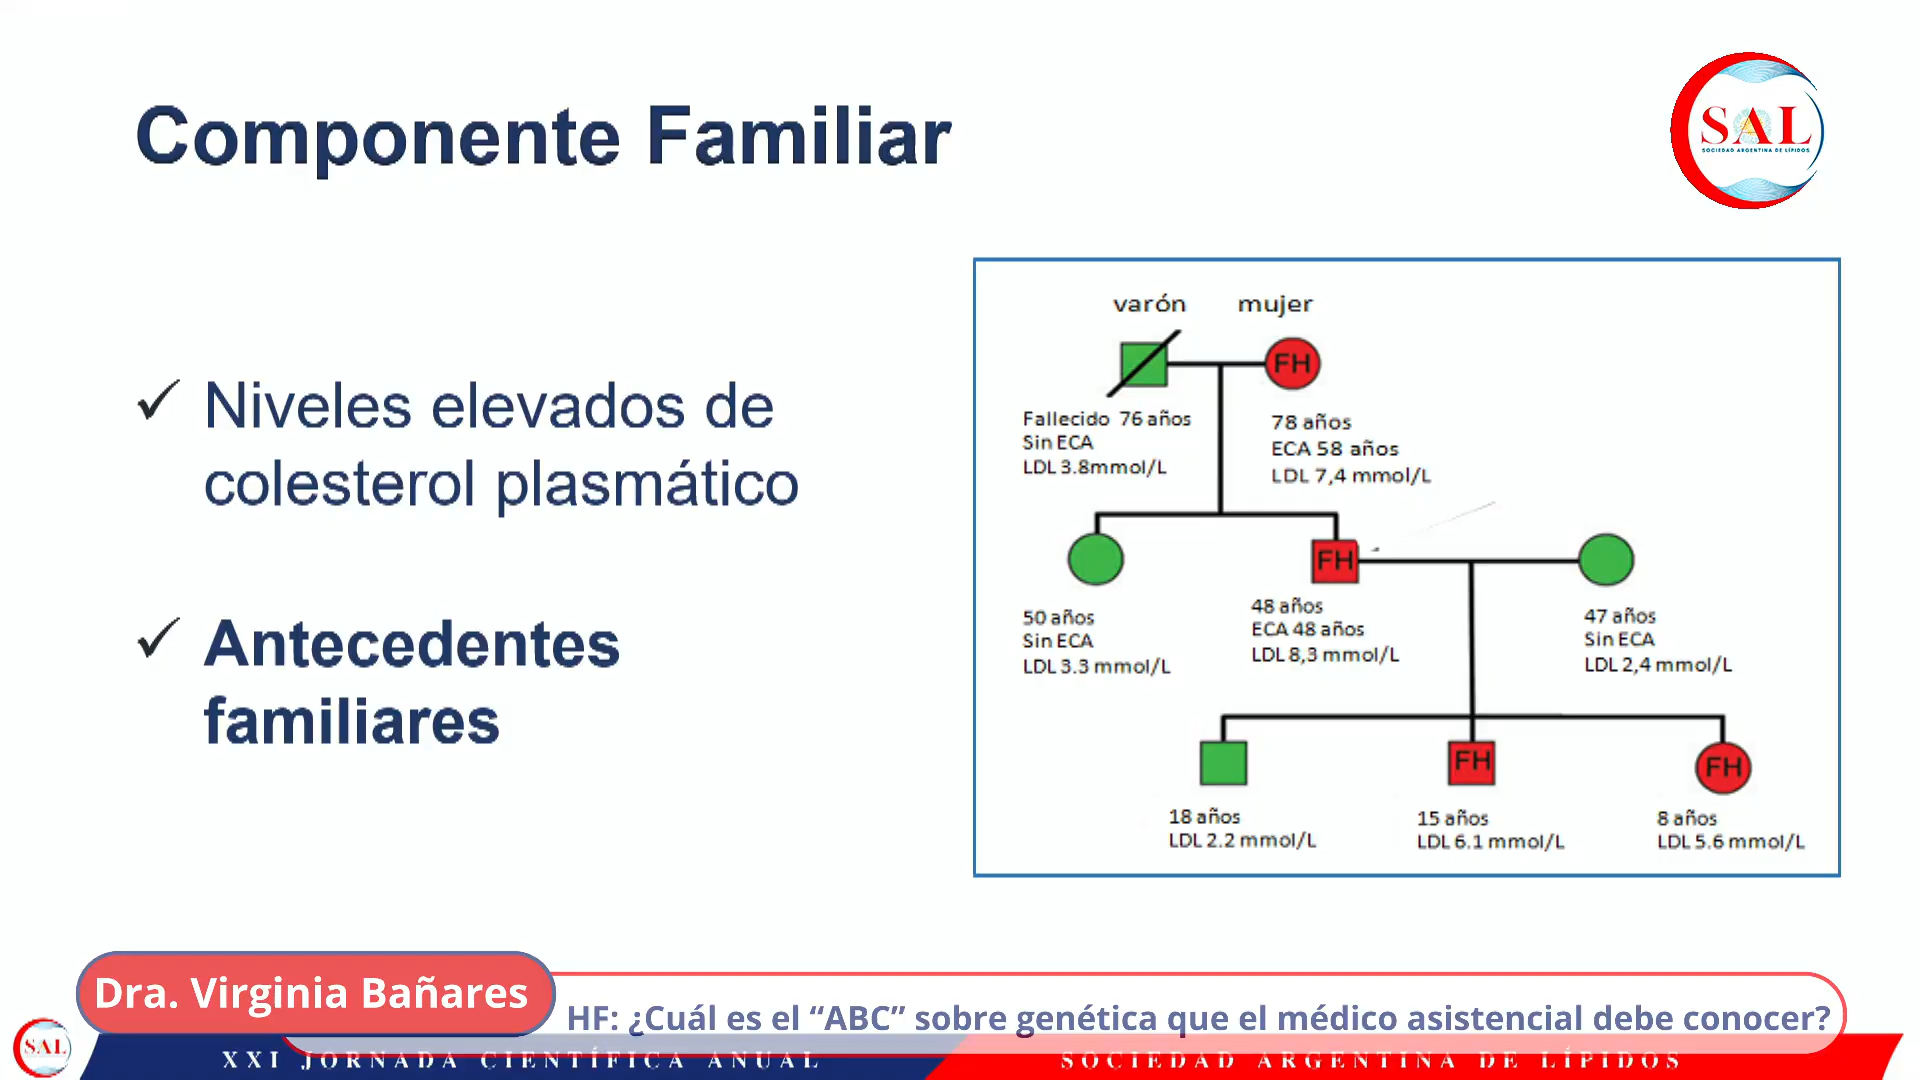 Componente Familiar
SAL
SOCIEDAD ARGENTINA DE LÍPIDOS
✓ Niveles elevados de
colesterol plasmático
✓ Antecedentes
familiares
varón mujer
FH
Fallecido 76 años
Sin ECA
LDL 3.8mmol/L
78 años
ECA 58 años
LDL 7,4 mmol/L
FH
50 años
Sin ECA
LDL 3.3 mmol/L
48 años
ECA 48 años
LDL 8,3 mmol/L
47 años
Sin ECA
LDL 2,4 mmol/L
FH
FH
18 años
LDL 2.2 mmol/L
15 años
LDL 6.1 mmol/L
8 años
LDL 5.6 mmol/L
Dra. Virginia Bañares
HF: ¿Cuál es el “ABC” sobre genética que el médico asistencial debe conocer?
SAL
XXI JORNADA CIENTÍFICA ANUAL
SOCIEDAD ARGENTINA DE LÍPIDOS